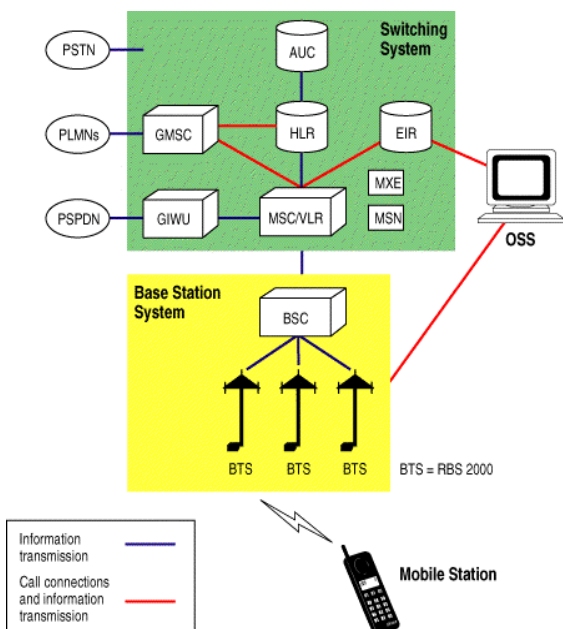 Switching
System
PSTN
AUC
PLMNs
GMSC
HLR
EIR
MXE
PSPDN
GIWU
MSC/VLR
MSN
OSS
Base Station
System
BSC
BTS
BTS
BTS
BTS = RBS 2000
Information
transmission
Call connections
and information
transmission
Mobile Station